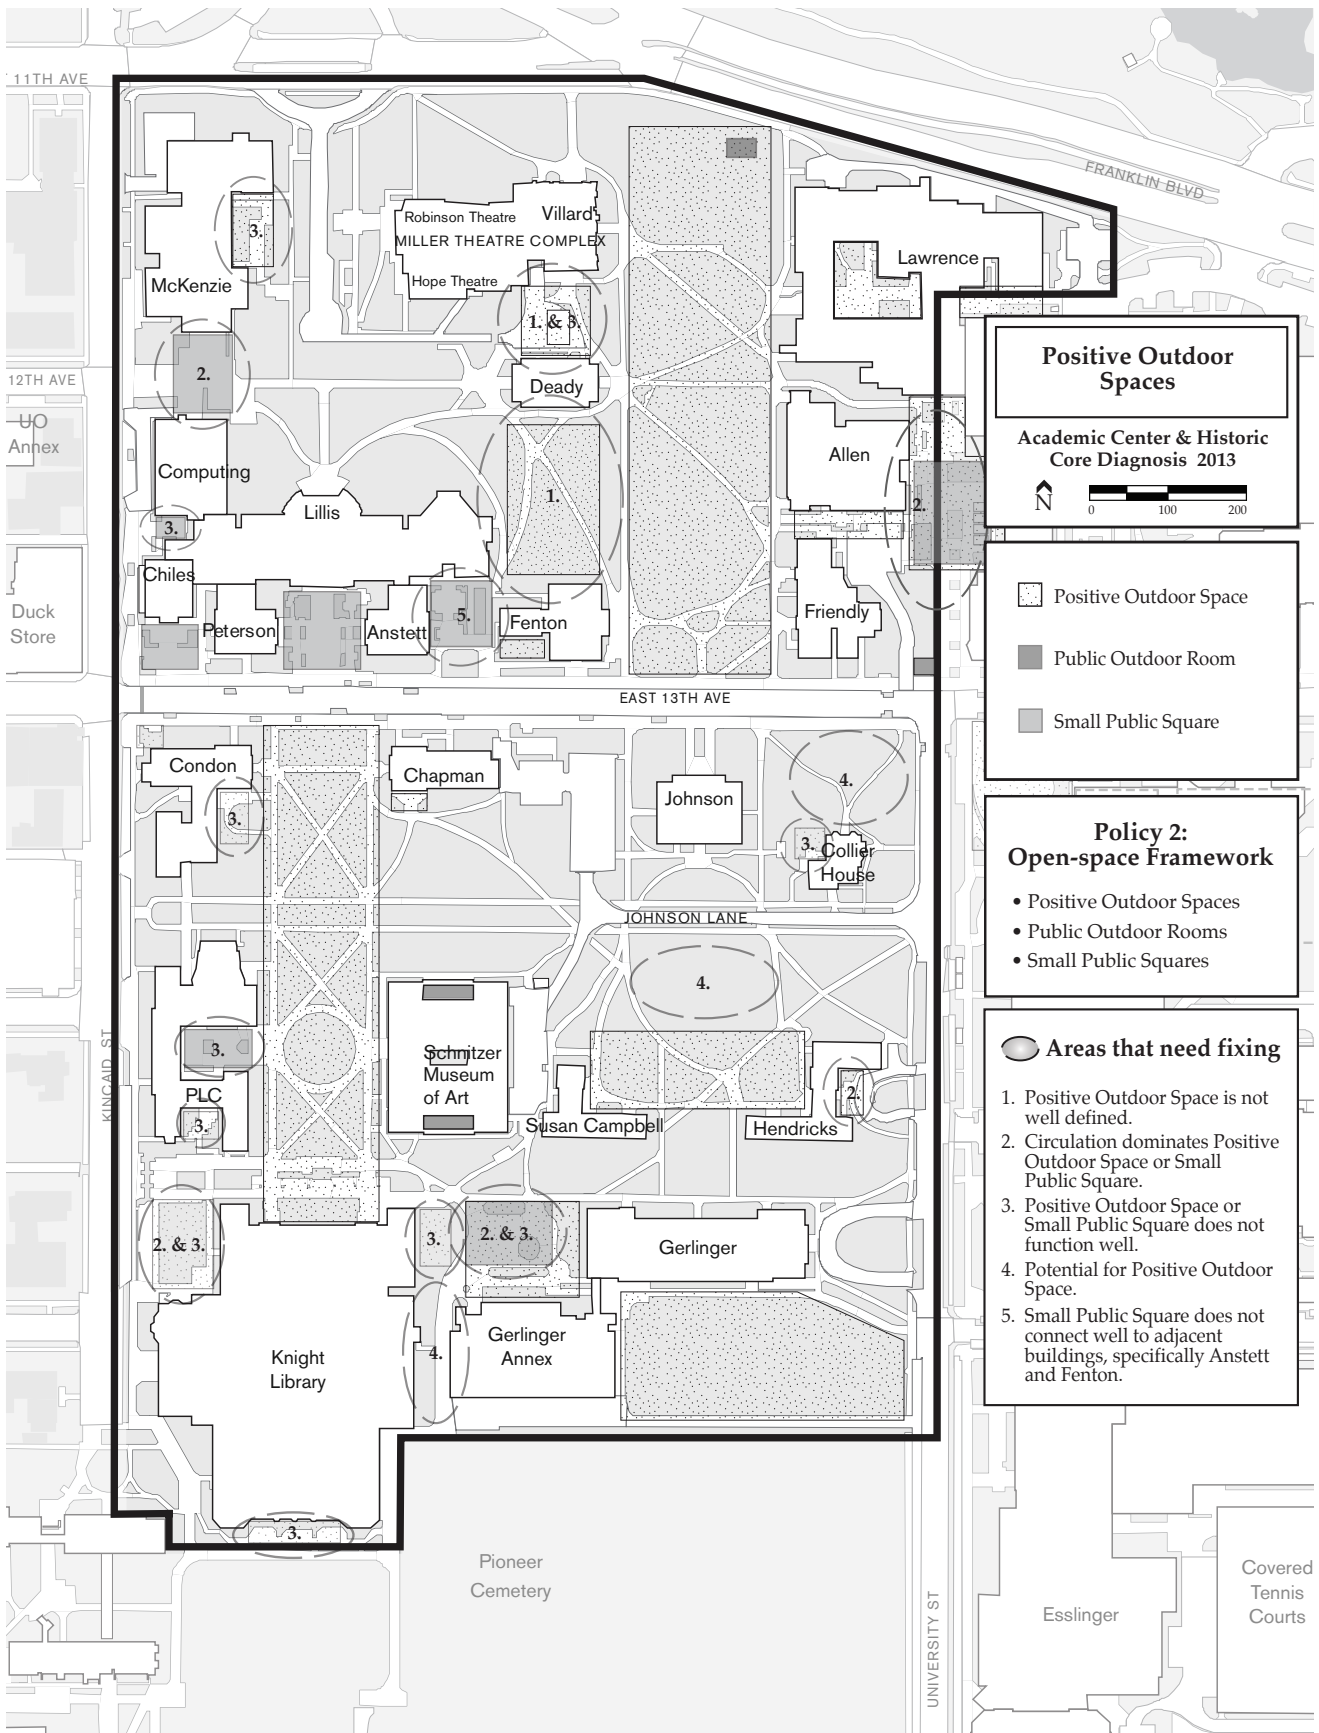 11TH AVE
FRANKLIN BLVD
Robinson Theatre
Villard
MILLER THEATRE COMPLEX
3.
Lawrence
McKenzie
Hope Theatre
1. & 3.
Positive Outdoor
Spaces
12TH AVE
2.
Deady
UO
Annex
Academic Center & Historic
Core Diagnosis 2013
Computing
Allen
1.
N
0 100 200
Lillis
2.
3.
Chiles
Positive Outdoor Space
Duck
Store
Peterson
Anstett
5.
Fenton
Friendly
Public Outdoor Room
EAST 13TH AVE
Small Public Square
Condon
Chapman
Johnson
4.
3.
3.
Collier
House
Policy 2:
Open-space Framework
• Positive Outdoor Spaces
• Public Outdoor Rooms
• Small Public Squares
JOHNSON LANE
4.
KINCAID ST
3.
Schnitzer
Museum
of Art
PLC
3.
Susan Campbell
Hendricks
2.
Areas that need fixing
1. Positive Outdoor Space is not
well defined.
2. Circulation dominates Positive
Outdoor Space or Small
Public Square.
3. Positive Outdoor Space or
Small Public Square does not
function well.
4. Potential for Positive Outdoor
Space.
5. Small Public Square does not
connect well to adjacent
buildings, specifically Anstett
and Fenton.
2. & 3.
3.
2. & 3.
Gerlinger
Gerlinger
Annex
4.
Knight
Library
3.
Pioneer
Cemetery
UNIVERSITY ST
Esslinger
Covered
Tennis
Courts